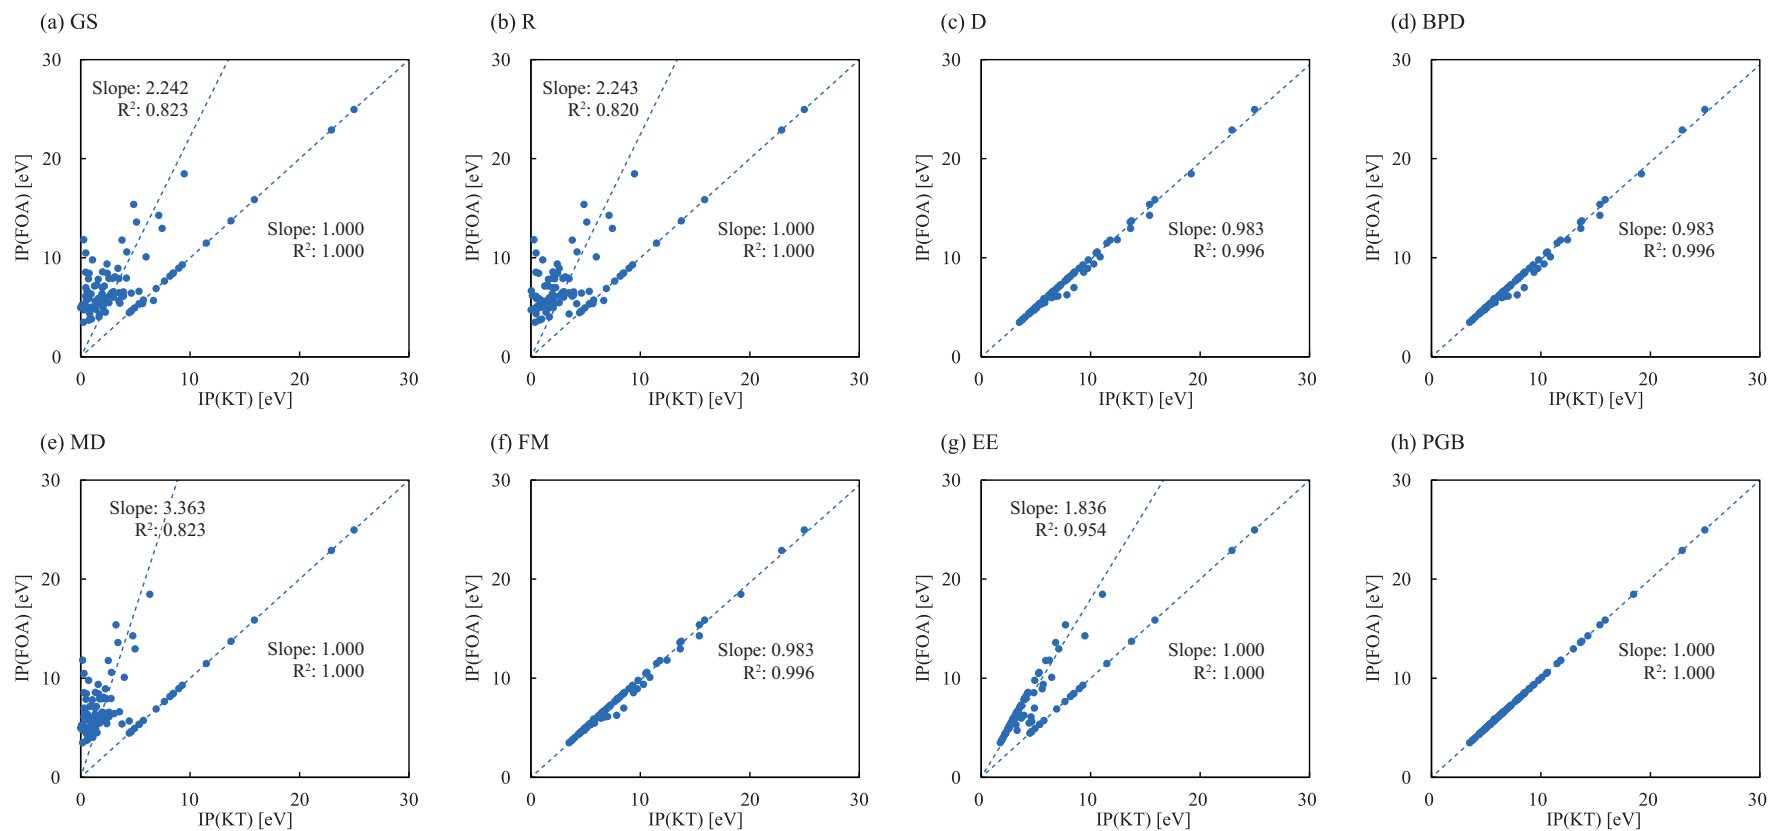 (a) GS
30
20
10
0
0
10
20
30
IP(FOA) [eV]
IP(KT) [eV]
Slope: 2.242
R²: 0.823
Slope: 1.000
R²: 1.000
(b) R
30
20
10
0
0
10
20
30
IP(FOA) [eV]
IP(KT) [eV]
Slope: 2.243
R²: 0.820
Slope: 1.000
R²: 1.000
(c) D
30
20
10
0
0
10
20
30
IP(FOA) [eV]
IP(KT) [eV]
Slope: 0.983
R²: 0.996
(d) BPD
30
20
10
0
0
10
20
30
IP(FOA) [eV]
IP(KT) [eV]
Slope: 0.983
R²: 0.996
(e) MD
30
20
10
0
0
10
20
30
IP(FOA) [eV]
IP(KT) [eV]
Slope: 3.363
R²: 0.823
Slope: 1.000
R²: 1.000
(f) FM
30
20
10
0
0
10
20
30
IP(FOA) [eV]
IP(KT) [eV]
Slope: 0.983
R²: 0.996
(g) EE
30
20
10
0
0
10
20
30
IP(FOA) [eV]
IP(KT) [eV]
Slope: 1.836
R²: 0.954
Slope: 1.000
R²: 1.000
(h) PGB
30
20
10
0
0
10
20
30
IP(FOA) [eV]
IP(KT) [eV]
Slope: 1.000
R²: 1.000